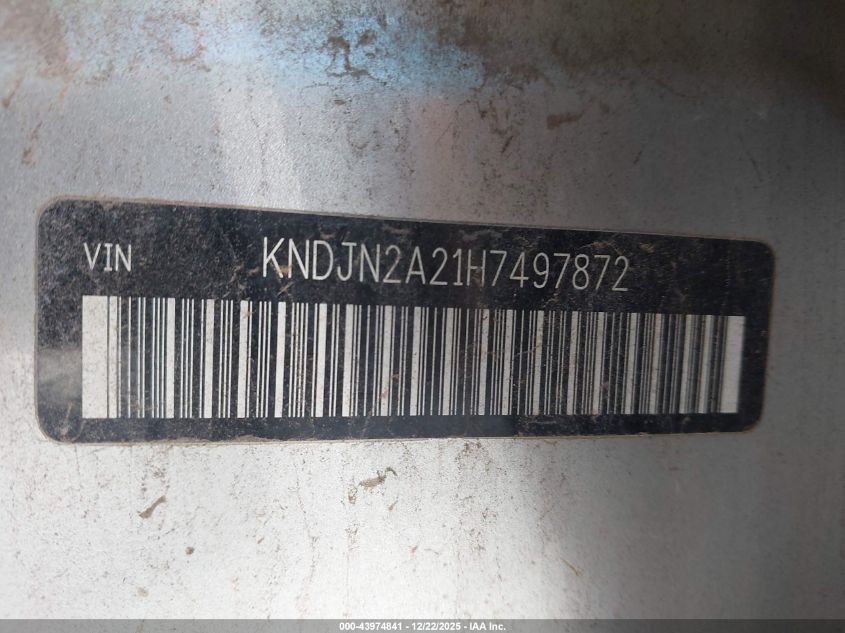 VIN KNDJN2A21H7497872
000-43974841 - 12/22/2025 - IAA Inc.